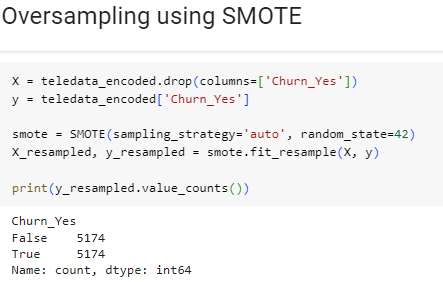 Oversampling using SMOTE
X = teledata_encoded.drop(columns=['Churn_Yes'])
y = teledata_encoded['Churn_Yes']
smote = SMOTE(sampling_strategy='auto', random_state=42)
X_resampled, y_resampled = smote.fit_resample(X, y)
print(y_resampled.value_counts())
Churn_Yes
False    5174
True     5174
Name: count, dtype: int64